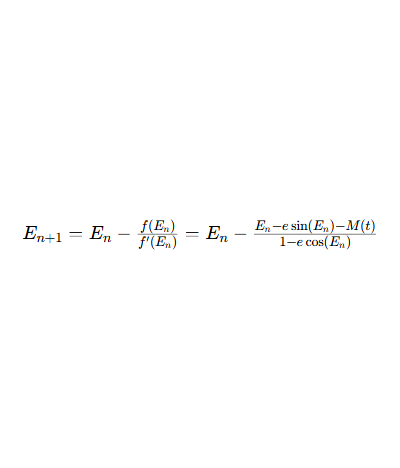 $E_{n+1} = E_n - \frac{f(E_n)}{f'(E_n)} = E_n - \frac{E_n - e \sin(E_n) - M(t)}{1 - e \cos(E_n)}$